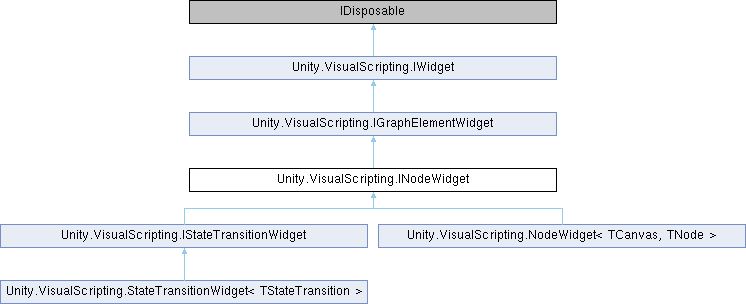 IDisposable
Unity.VisualScripting.IWidget
Unity.VisualScripting.IGraphElementWidget
Unity.VisualScripting.INodeWidget
Unity.VisualScripting.IStateTransitionWidget
Unity.VisualScripting.NodeWidget< TCanvas, TNode >
Unity.VisualScripting.StateTransitionWidget< TStateTransition >